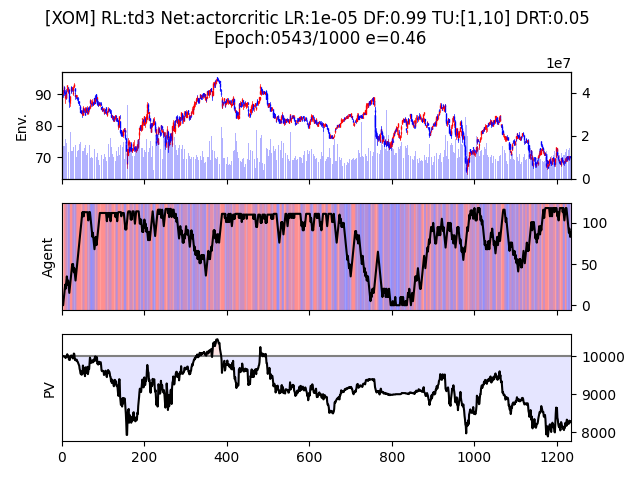 [XOM] RL:td3 Net:actorcritic LR:1e-05 DF:0.99 TU:[1,10] DRT:0.05
Epoch:0543/1000 e=0.46
1e7
90
80
70
Env.
4
2
0
Agent
100
50
0
PV
10000
9000
8000
0 200 400 600 800 1000 1200